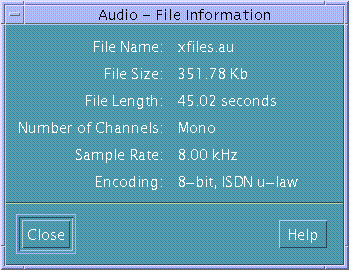 Audio - File Information
File Name: xfiles.au
File Size: 351.78 Kb
File Length: 45.02 seconds
Number of Channels: Mono
Sample Rate: 8.00 kHz
Encoding: 8-bit, ISDN u-law
Close Help